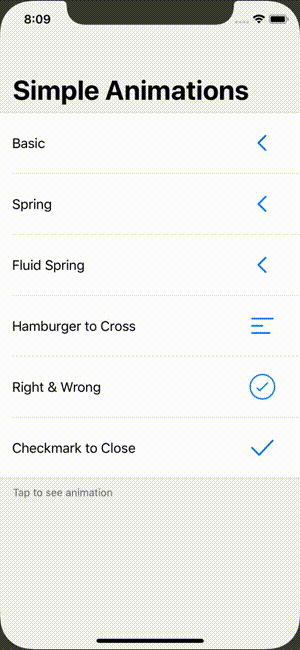 8:09
Simple Animations
Basic
Spring
Fluid Spring
Hamburger to Cross
Right & Wrong
Checkmark to Close
Tap to see animation